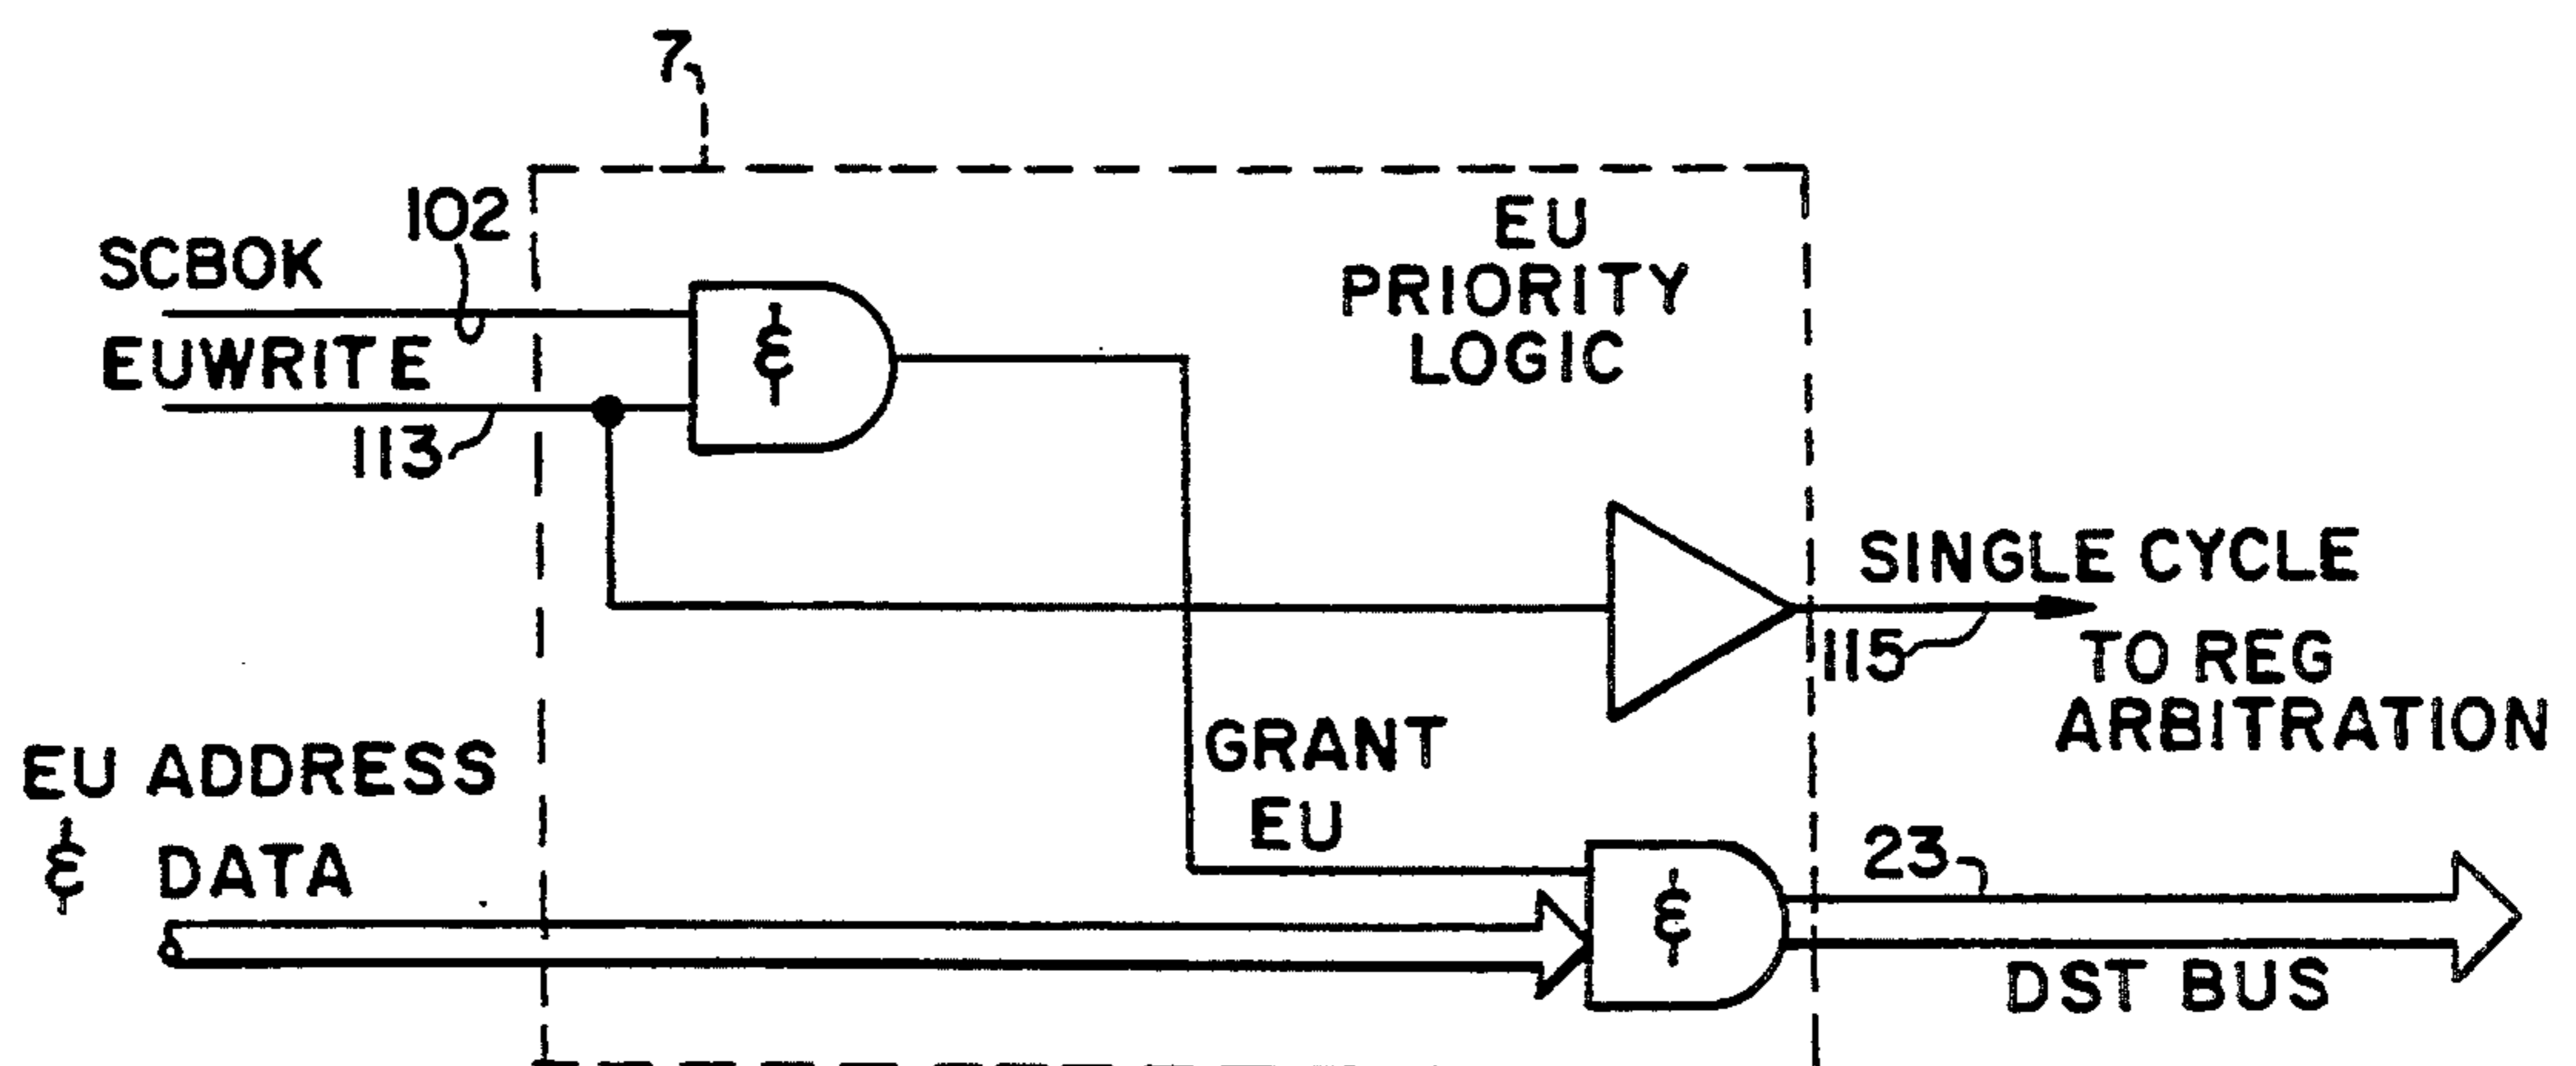 7
102
SCBOK
EUWRITE
113
&
EU
PRIORITY
LOGIC
SINGLE CYCLE
115
TO REG
ARBITRATION
GRANT
EU
EU ADDRESS
& DATA
&
23
DST BUS